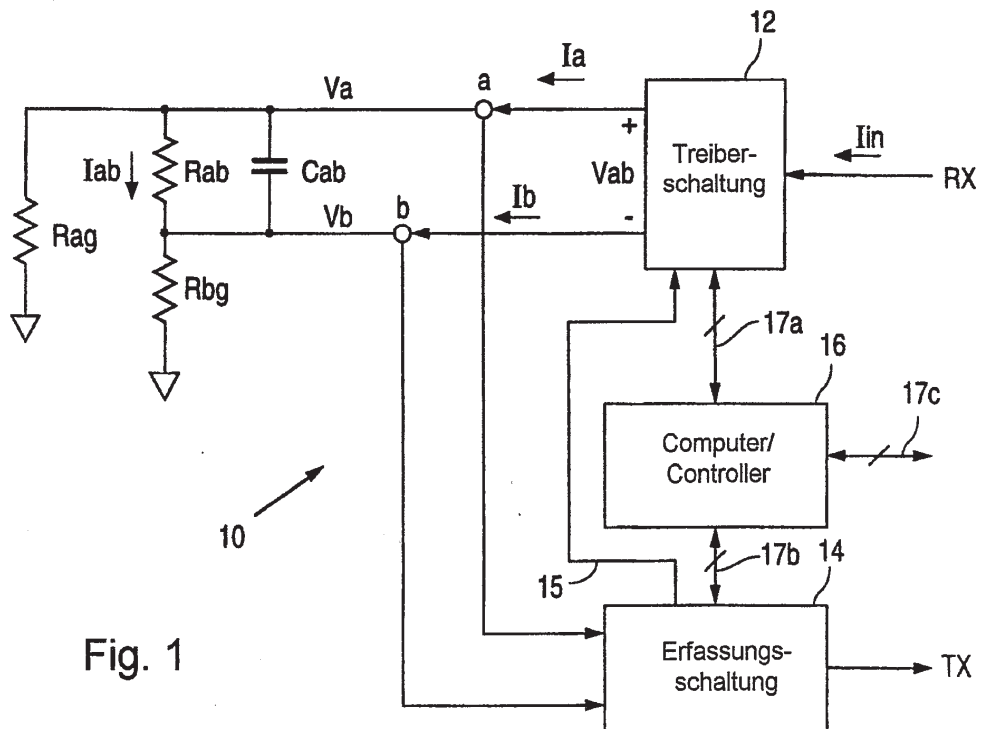 12
Ia
a
Va
+
Iin
Treiber-
schaltung
Iab
Rab
Cab
Vab
RX
Ib
Vb
b
-
Rag
Rbg
17a
16
17c
Computer/
Controller
10
17b
14
15
Fig. 1
Erfassungs-
schaltung
TX